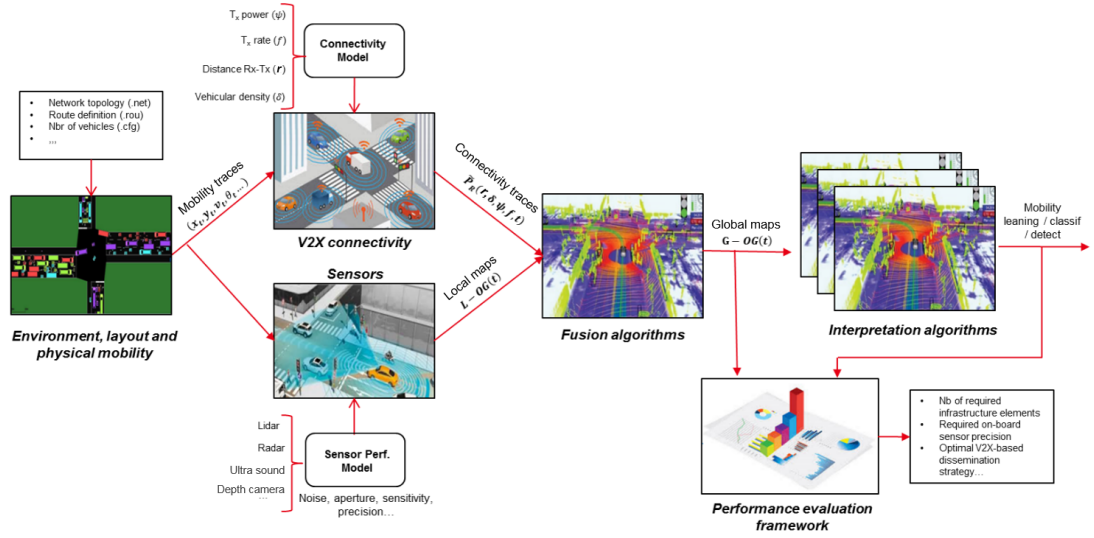 Tx power (ψ)
Tx rate (f)
Distance Rx-Tx (r)
Vehicular density (δ)
Connectivity
Model
• Network topology (.net)
• Route definition (.rou)
• Nbr of vehicles (.cfg)
• ...
Mobility traces
(xt, yt, vt, θt, ...)
Environment, layout and
physical mobility
V2X connectivity
Sensors
Connectivity traces
P̄R(r, δ, ψ, f, t)
Local maps
L − OG(t)
Fusion algorithms
Global maps
G − OG(t)
Interpretation algorithms
Mobility
leaning / classif
/ detect
Lidar
Radar
Ultra sound
Depth camera
...
Sensor Perf.
Model
Noise, aperture, sensitivity,
precision…
Performance evaluation
framework
• Nb of required
infrastructure elements
• Required on-board
sensor precision
• Optimal V2X-based
dissemination
strategy…